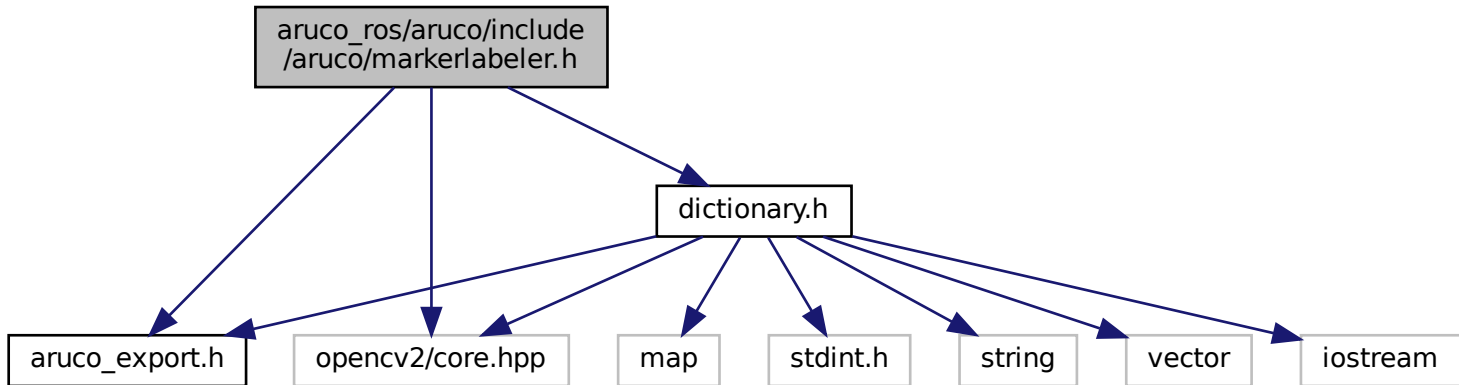 aruco_ros/aruco/include
/aruco/markerlabeler.h
dictionary.h
aruco_export.h
opencv2/core.hpp
map
stdint.h
string
vector
iostream